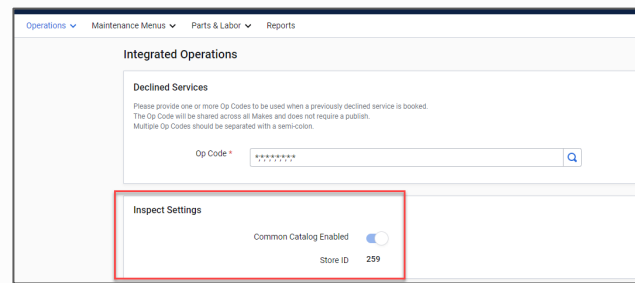 Operations Maintenance Menus Parts & Labor Reports
Integrated Operations
Declined Services
Please provide one or more Op Codes to be used when a previously declined service is booked.
The Op Code will be shared across all Makes and does not require a publish.
Multiple Op Codes should be separated with a semi-colon.
Op Code *
Inspect Settings
Common Catalog Enabled
Store ID 259